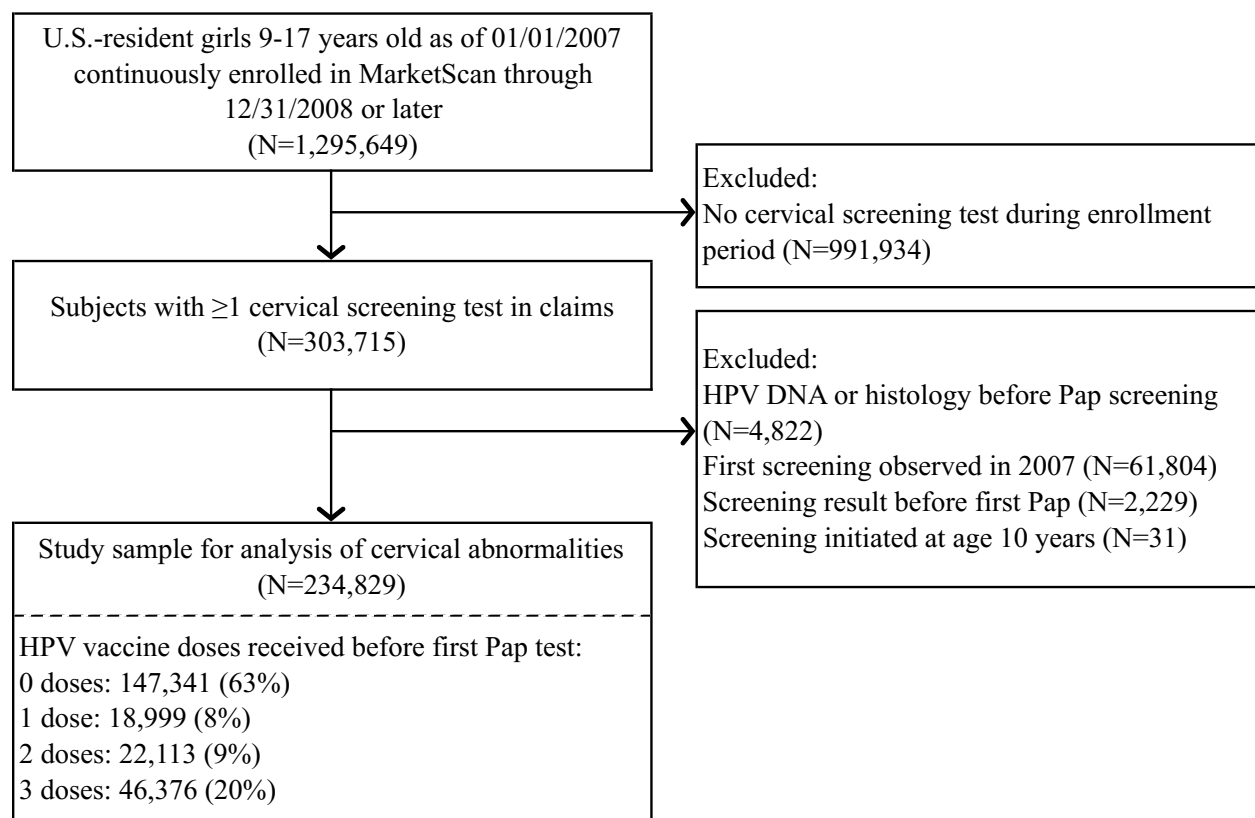 U.S.-resident girls 9-17 years old as of 01/01/2007
continuously enrolled in MarketScan through
12/31/2008 or later
(N=1,295,649)
Excluded:
No cervical screening test during enrollment
period (N=991,934)
Subjects with ≥1 cervical screening test in claims
(N=303,715)
Excluded:
HPV DNA or histology before Pap screening
(N=4,822)
First screening observed in 2007 (N=61,804)
Screening result before first Pap (N=2,229)
Screening initiated at age 10 years (N=31)
Study sample for analysis of cervical abnormalities
(N=234,829)
HPV vaccine doses received before first Pap test:
0 doses: 147,341 (63%)
1 dose: 18,999 (8%)
2 doses: 22,113 (9%)
3 doses: 46,376 (20%)